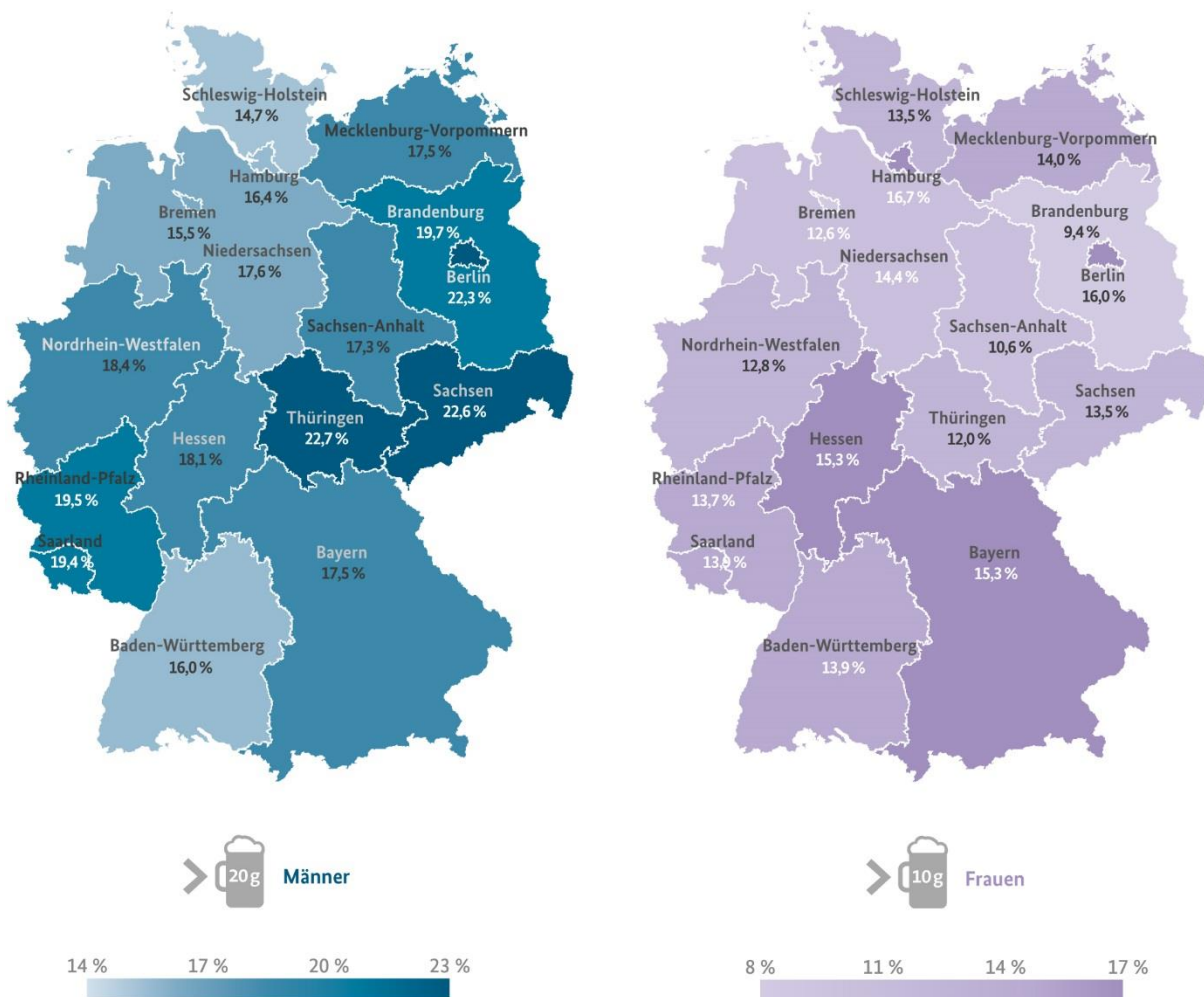 Schleswig-Holstein
14,7 %
Mecklenburg-Vorpommern
17,5 %
Hamburg
16,4 %
Bremen
15,5 %
Brandenburg
19,7 %
Niedersachsen
17,6 %
Berlin
22,3 %
Sachsen-Anhalt
17,3 %
Nordrhein-Westfalen
18,4 %
Sachsen
22,6 %
Thüringen
22,7 %
Hessen
18,1 %
Rheinland-Pfalz
19,5 %
Saarland
19,4 %
Bayern
17,5 %
Baden-Württemberg
16,0 %
> 20 g Männer
14 % 17 % 20 % 23 %
Schleswig-Holstein
13,5 %
Mecklenburg-Vorpommern
14,0 %
Hamburg
16,7 %
Bremen
12,6 %
Brandenburg
9,4 %
Niedersachsen
14,4 %
Berlin
16,0 %
Sachsen-Anhalt
10,6 %
Nordrhein-Westfalen
12,8 %
Sachsen
13,5 %
Thüringen
12,0 %
Hessen
15,3 %
Rheinland-Pfalz
13,7 %
Saarland
13,9 %
Bayern
15,3 %
Baden-Württemberg
13,9 %
> 10 g Frauen
8 % 11 % 14 % 17 %